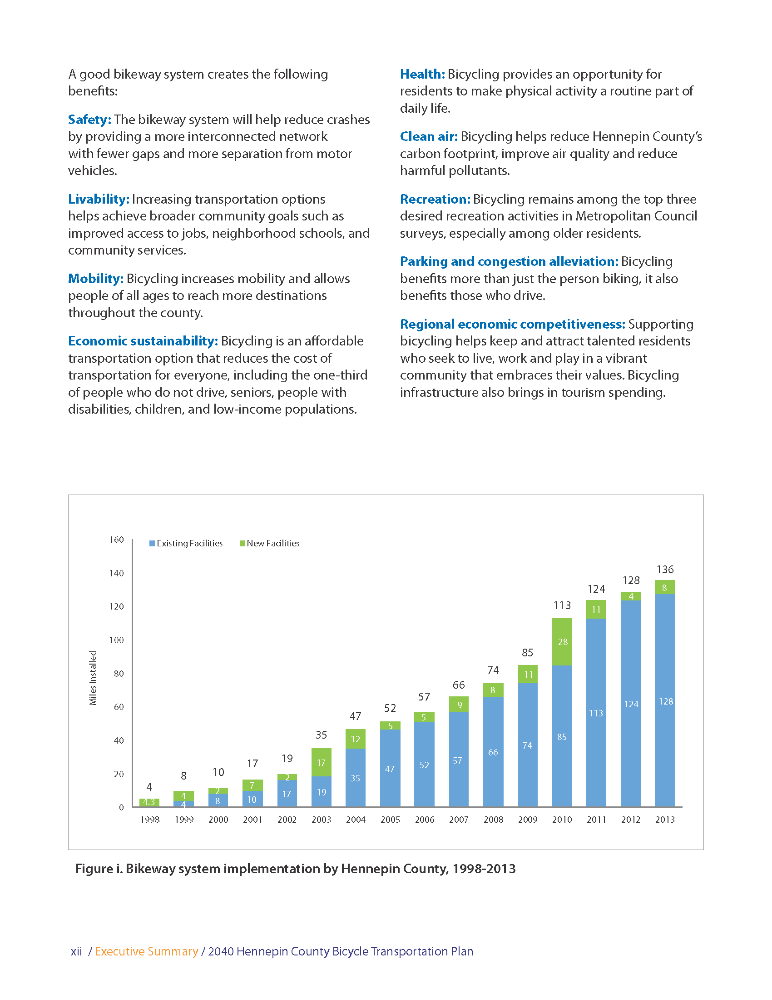 A good bikeway system creates the following
benefits:
Safety: The bikeway system will help reduce crashes
by providing a more interconnected network
with fewer gaps and more separation from motor
vehicles.
Livability: Increasing transportation options
helps achieve broader community goals such as
improved access to jobs, neighborhood schools, and
community services.
Mobility: Bicycling increases mobility and allows
people of all ages to reach more destinations
throughout the county.
Economic sustainability: Bicycling is an affordable
transportation option that reduces the cost of
transportation for everyone, including the one-third
of people who do not drive, seniors, people with
disabilities, children, and low-income populations.
Health: Bicycling provides an opportunity for
residents to make physical activity a routine part of
daily life.
Clean air: Bicycling helps reduce Hennepin County’s
carbon footprint, improve air quality and reduce
harmful pollutants.
Recreation: Bicycling remains among the top three
desired recreation activities in Metropolitan Council
surveys, especially among older residents.
Parking and congestion alleviation: Bicycling
benefits more than just the person biking, it also
benefits those who drive.
Regional economic competitiveness: Supporting
bicycling helps keep and attract talented residents
who seek to live, work and play in a vibrant
community that embraces their values. Bicycling
infrastructure also brings in tourism spending.
Existing Facilities New Facilities
Miles Installed
160
140
120
100
80
60
40
20
0
4 8 10 17 19 35 47 52 57 66 74 85 113 124 128 136
4.3 4 2 7 2 17 12 5 5 9 8 11 28 11 4 8
4 8 10 17 19 35 47 52 57 66 74 85 113 124 128
1998 1999 2000 2001 2002 2003 2004 2005 2006 2007 2008 2009 2010 2011 2012 2013
Figure i. Bikeway system implementation by Hennepin County, 1998-2013
xii / Executive Summary / 2040 Hennepin County Bicycle Transportation Plan